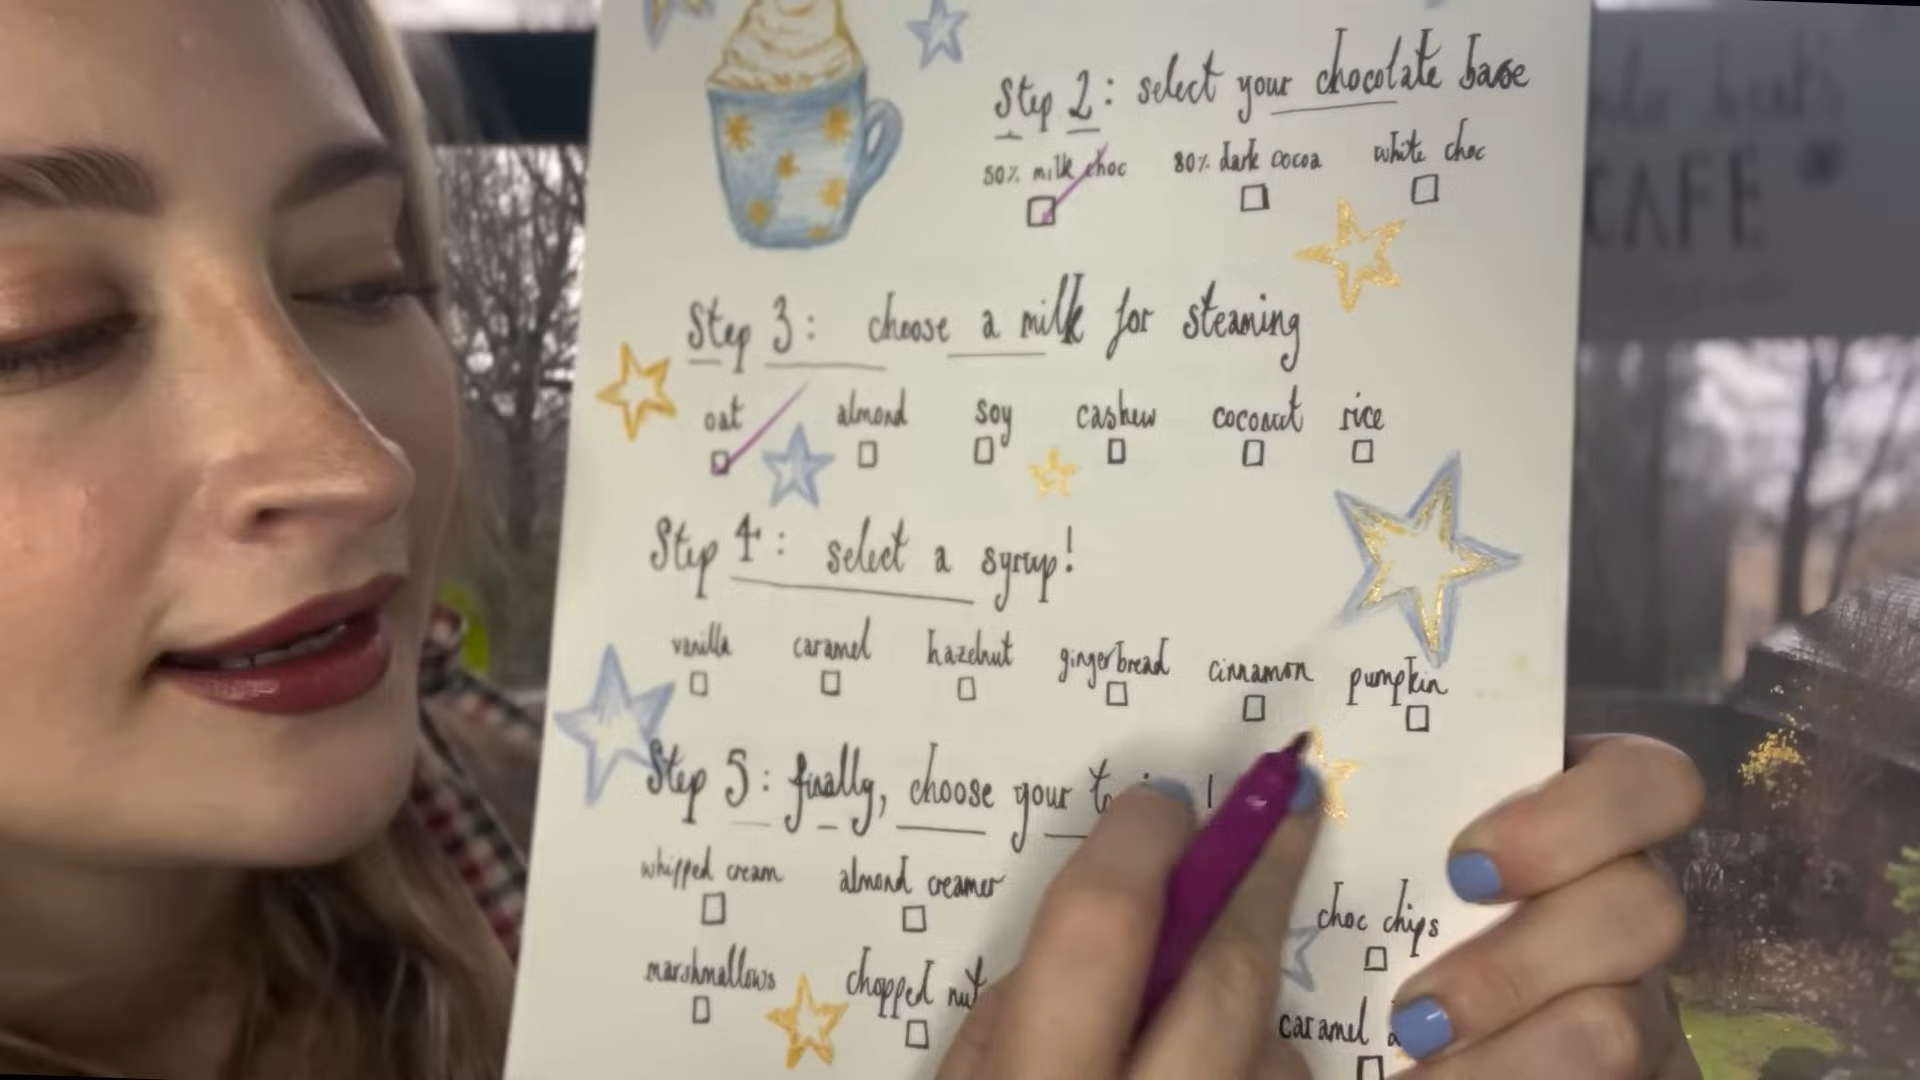 Step 2: select your chocolate base
50% milk choc 80% dark cocoa white choc
Step 3: choose a milk for steaming
oat almond soy cashew coconut rice
Step 4: select a syrup!
vanilla caramel hazelnut gingerbread cinnamon pumpkin
Step 5: finally, choose your
whipped cream almond creamer choc chips
marshmallows chopped
caramel
CAFE